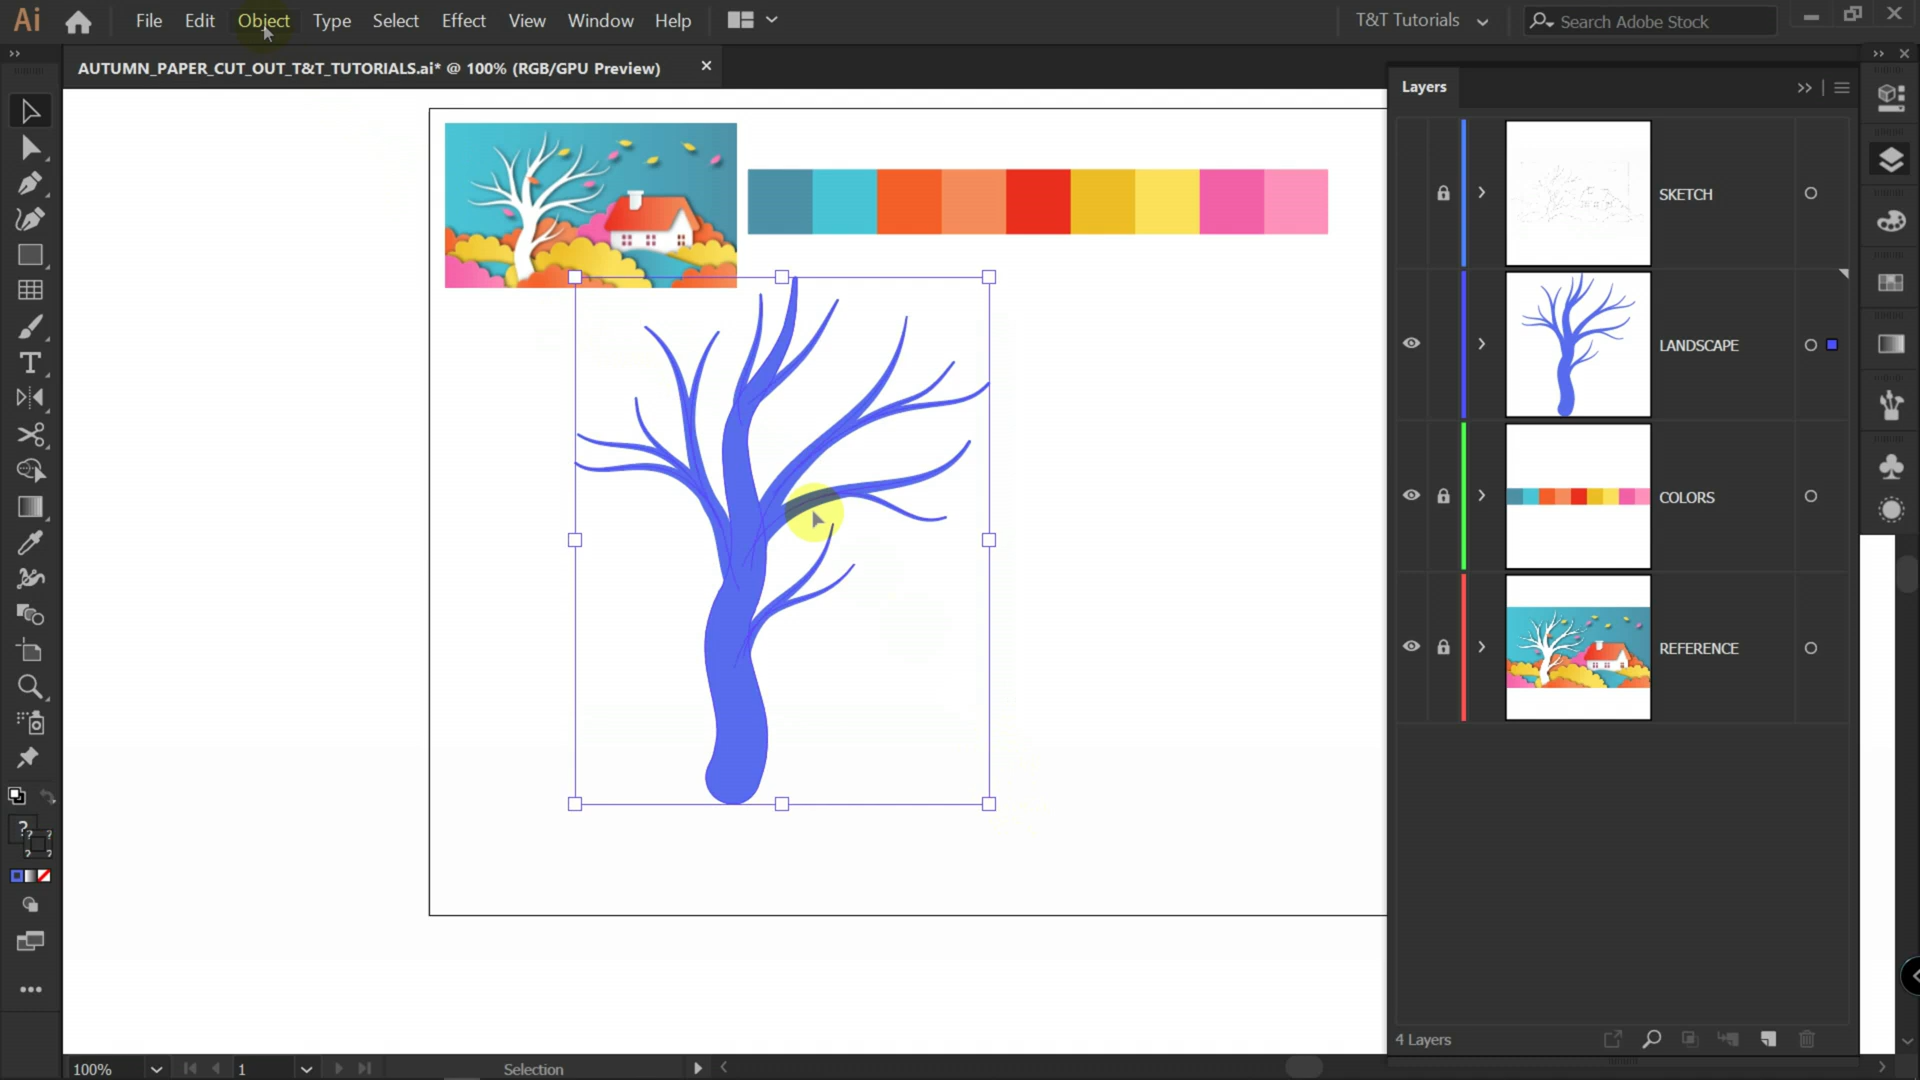 Ai File Edit Object Type Select Effect View Window Help T&T Tutorials Search Adobe Stock
AUTUMN_PAPER_CUT_OUT_T&T_TUTORIALS.ai* @ 100% (RGB/GPU Preview)
Layers
SKETCH
LANDSCAPE
COLORS
REFERENCE
4 Layers
100% 1 Selection